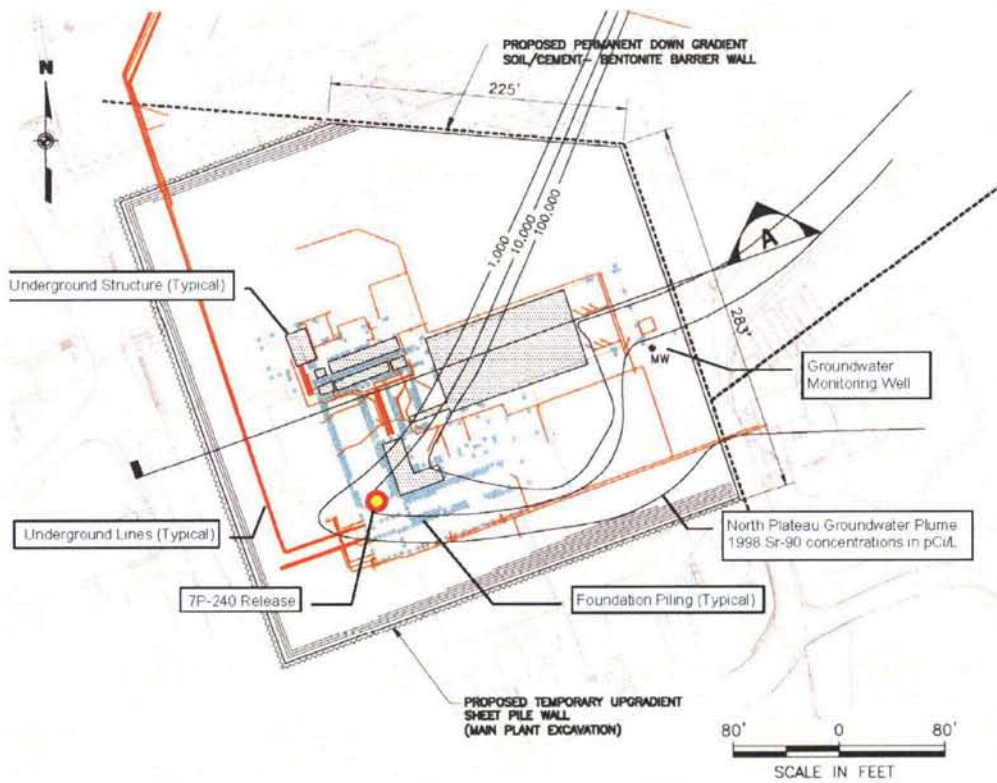 PROPOSED PERMANENT DOWN GRADIENT
SOIL/CEMENT- BENTONITE BARRIER WALL
N
225'
1,000
10,000
100,000
A
Underground Structure (Typical)
283'
MW
Groundwater
Monitoring Well
Underground Lines (Typical)
North Plateau Groundwater Plume
1998 Sr-90 concentrations in pCi/L
7P-240 Release
Foundation Piling (Typical)
PROPOSED TEMPORARY UPGRADIENT
SHEET PILE WALL
(MAIN PLANT EXCAVATION)
80'
0
80'
SCALE IN FEET